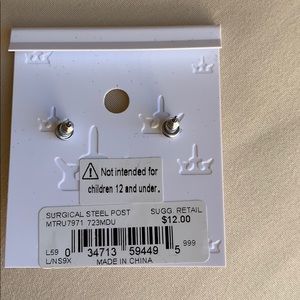 Not intended for
children 12 and under.
SURGICAL STEEL POST SUGG. RETAIL
MTRU7971 723MDU $12.00
L59 0 34713 59449 5 999
L/NS9X MADE IN CHINA